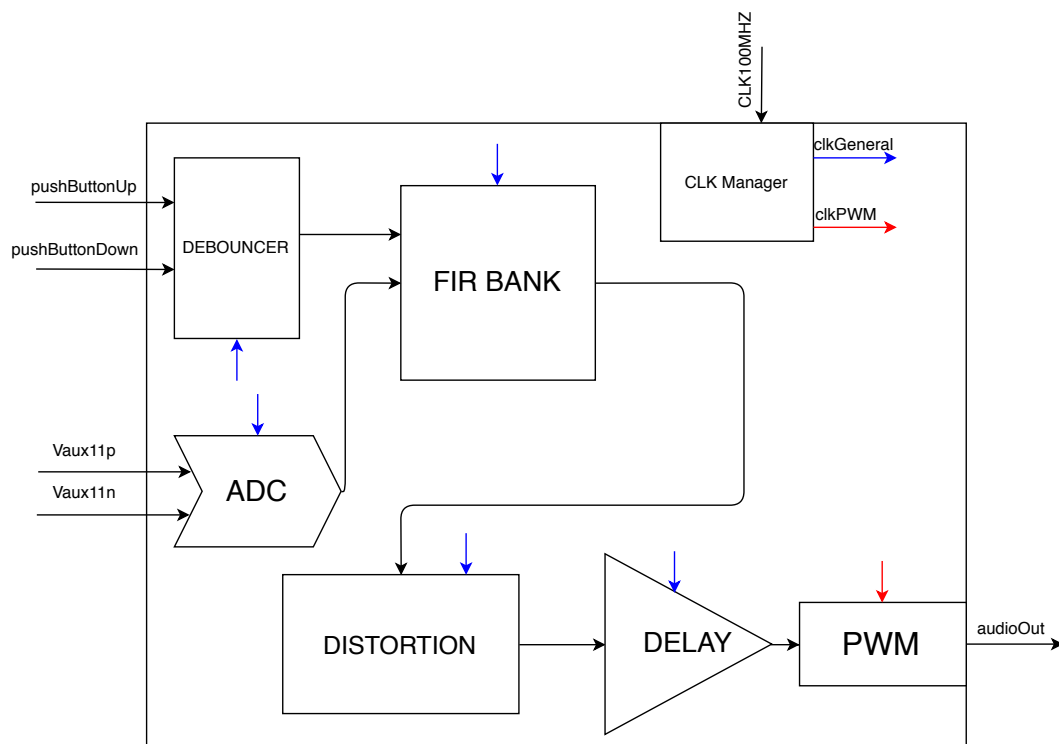 CLK100MHZ
clkGeneral
CLK Manager
clkPWM
pushButtonUp
pushButtonDown
DEBOUNCER
FIR BANK
Vaux11p
Vaux11n
ADC
DISTORTION
DELAY
PWM
audioOut